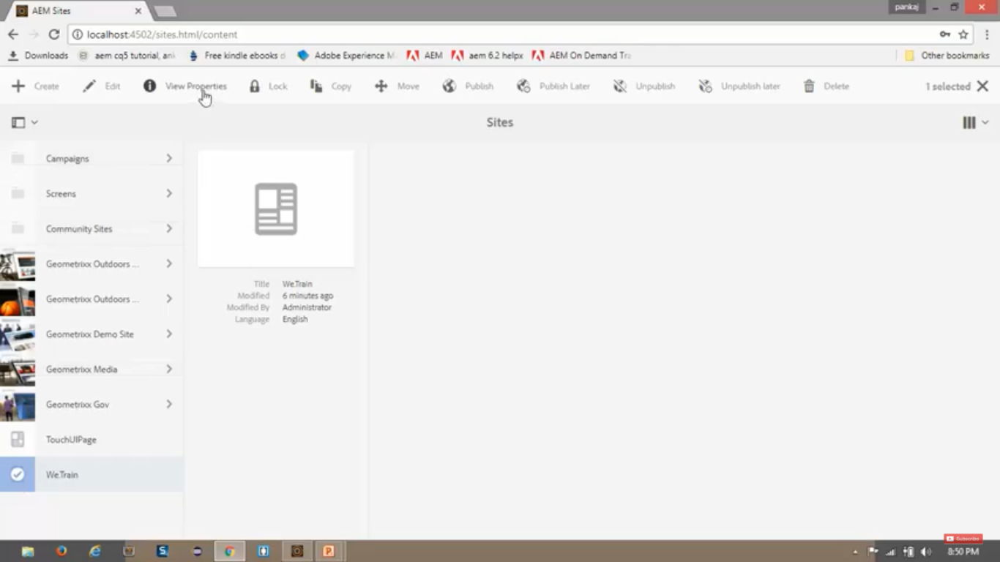 AEM Sites
pankaj
localhost:4502/sites.html/content
Downloads aem cq5 tutorial, ank Free kindle ebooks d Adobe Experience M AEM aem 6.2 helpx AEM On Demand Tra Other bookmarks
Create Edit View Properties Lock Copy Move Publish Publish Later Unpublish Unpublish later Delete 1 selected
Sites
Campaigns
Screens
Community Sites
Geometrixx Outdoors ...
Geometrixx Outdoors ...
Geometrixx Demo Site
Geometrixx Media
Geometrixx Gov
TouchUIPage
We.Train
Title We.Train
Modified 6 minutes ago
Modified By Administrator
Language English
Subscribe
8:50 PM